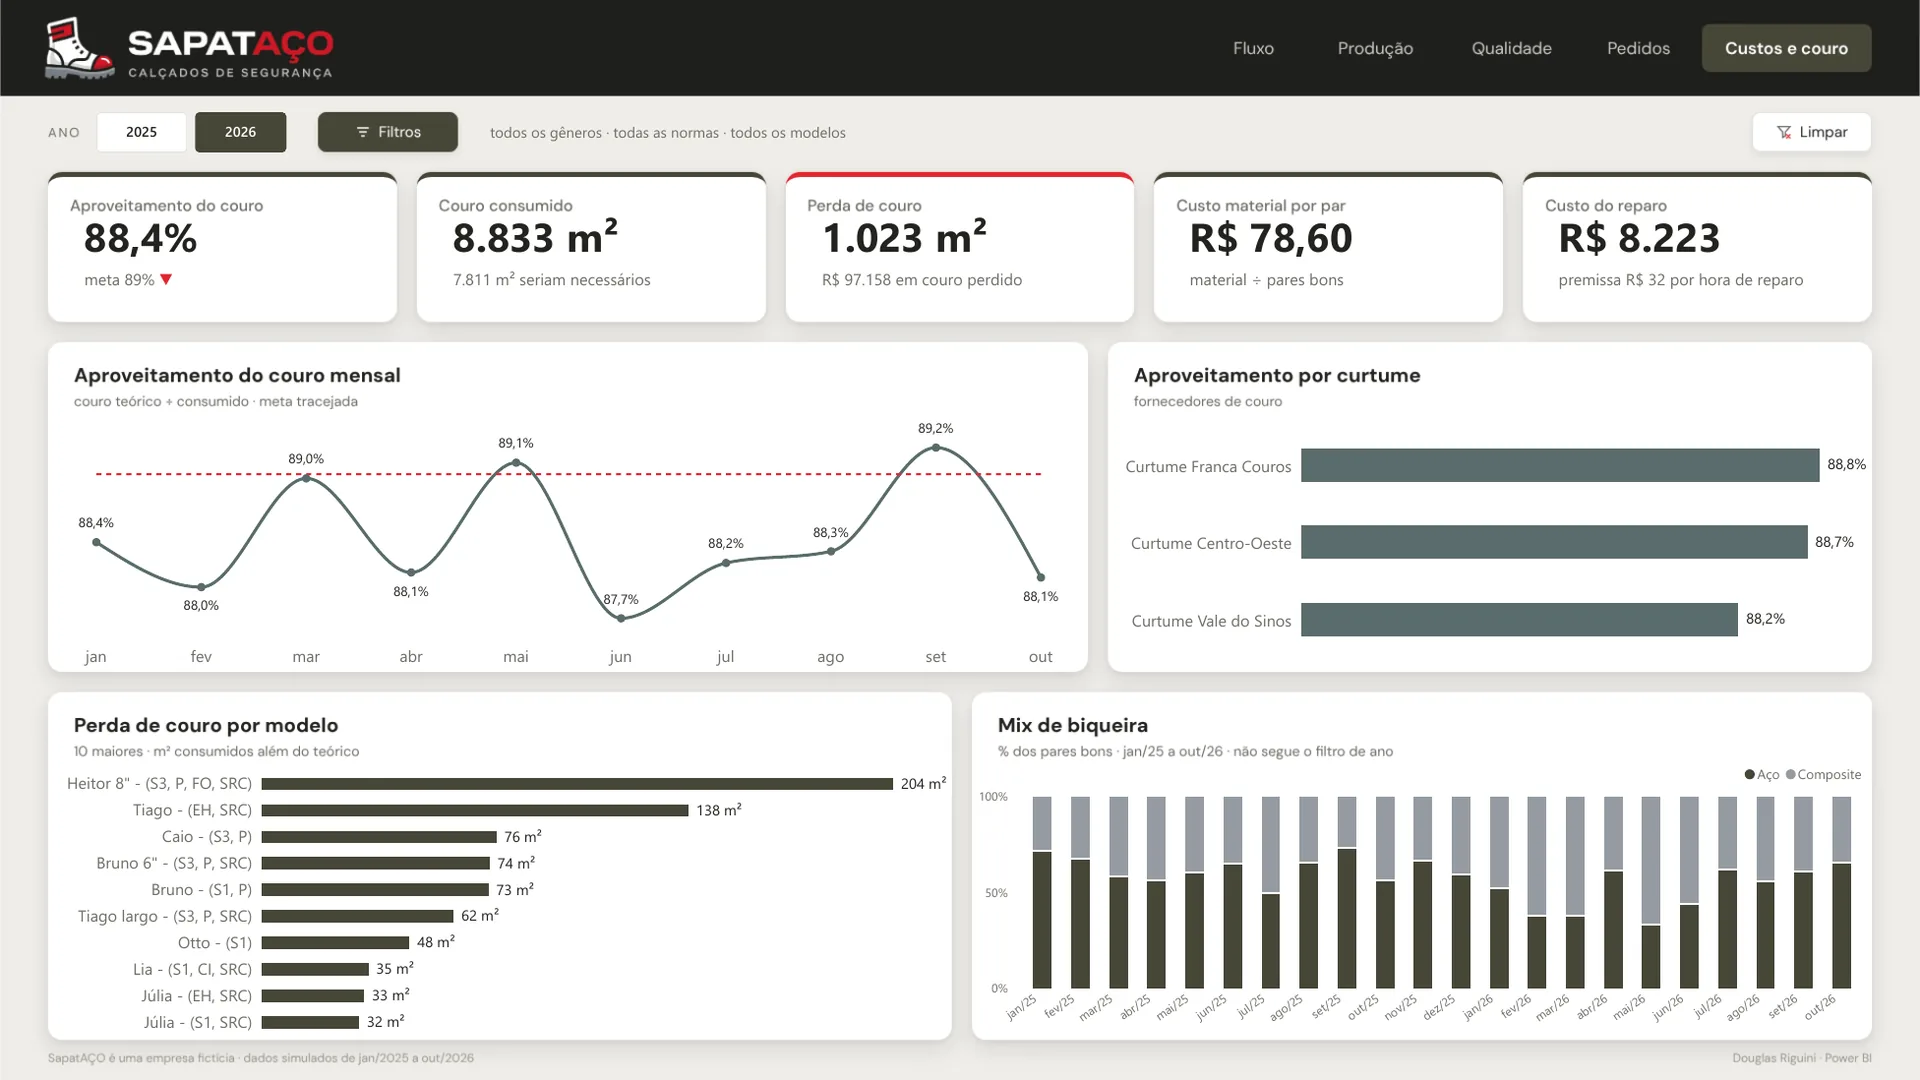 SAPATAÇO
CALÇADOS DE SEGURANÇA
Fluxo
Produção
Qualidade
Pedidos
Custos e couro
ANO
2025
2026
Filtros
todos os gêneros · todas as normas · todos os modelos
Limpar
Aproveitamento do couro
88,4%
meta 89% ▼
Couro consumido
8.833 m²
7.811 m² seriam necessários
Perda de couro
1.023 m²
R$ 97.158 em couro perdido
Custo material por par
R$ 78,60
material ÷ pares bons
Custo do reparo
R$ 8.223
premissa R$ 32 por hora de reparo
Aproveitamento do couro mensal
couro teórico ÷ consumido · meta tracejada
88,4%
88,0%
89,0%
88,1%
89,1%
87,7%
88,2%
88,3%
89,2%
88,1%
jan
fev
mar
abr
mai
jun
jul
ago
set
out
Aproveitamento por curtume
fornecedores de couro
Curtume Franca Couros 88,8%
Curtume Centro-Oeste 88,7%
Curtume Vale do Sinos 88,2%
Perda de couro por modelo
10 maiores · m² consumidos além do teórico
Heitor 8" - (S3, P, FO, SRC) 204 m²
Tiago - (EH, SRC) 138 m²
Caio - (S3, P) 76 m²
Bruno 6" - (S3, P, SRC) 74 m²
Bruno - (S1, P) 73 m²
Tiago largo - (S3, P, SRC) 62 m²
Otto - (S1) 48 m²
Lia - (S1, CI, SRC) 35 m²
Júlia - (EH, SRC) 33 m²
Júlia - (S1, SRC) 32 m²
Mix de biqueira
% dos pares bons · jan/25 a out/26 · não segue o filtro de ano
Aço
Composite
100%
50%
0%
jan/25
fev/25
mar/25
abr/25
mai/25
jun/25
jul/25
ago/25
set/25
out/25
nov/25
dez/25
jan/26
fev/26
mar/26
abr/26
mai/26
jun/26
jul/26
ago/26
set/26
out/26
SapatAÇO é uma empresa fictícia · dados simulados de jan/2025 a out/2026
Douglas Riguini · Power BI